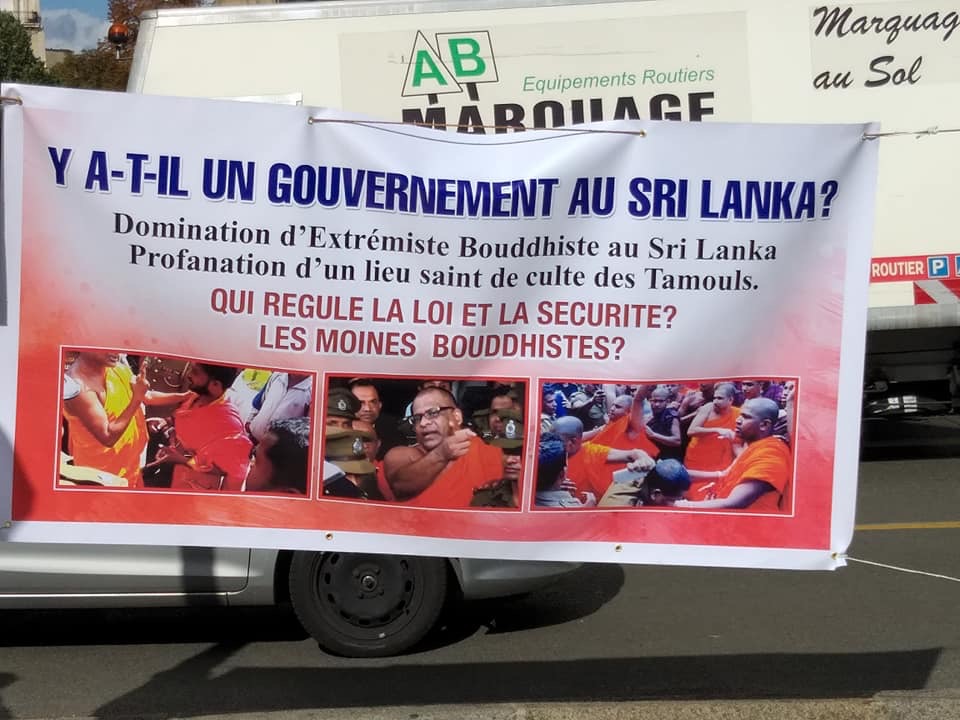 AB
Equipements Routiers
MARQUAGE
Marquag
au Sol
Y A-T-IL UN GOUVERNEMENT AU SRI LANKA?
Domination d'Extrémiste Bouddhiste au Sri Lanka
Profanation d'un lieu saint de culte des Tamouls.
QUI REGULE LA LOI ET LA SECURITE?
LES MOINES BOUDDHISTES?
ROUTIER P